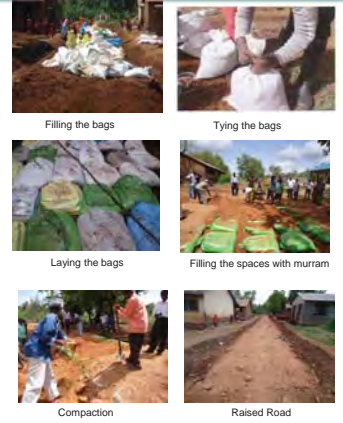 Filling the bags
Tying the bags
Laying the bags
Filling the spaces with murram
Compaction
Raised Road